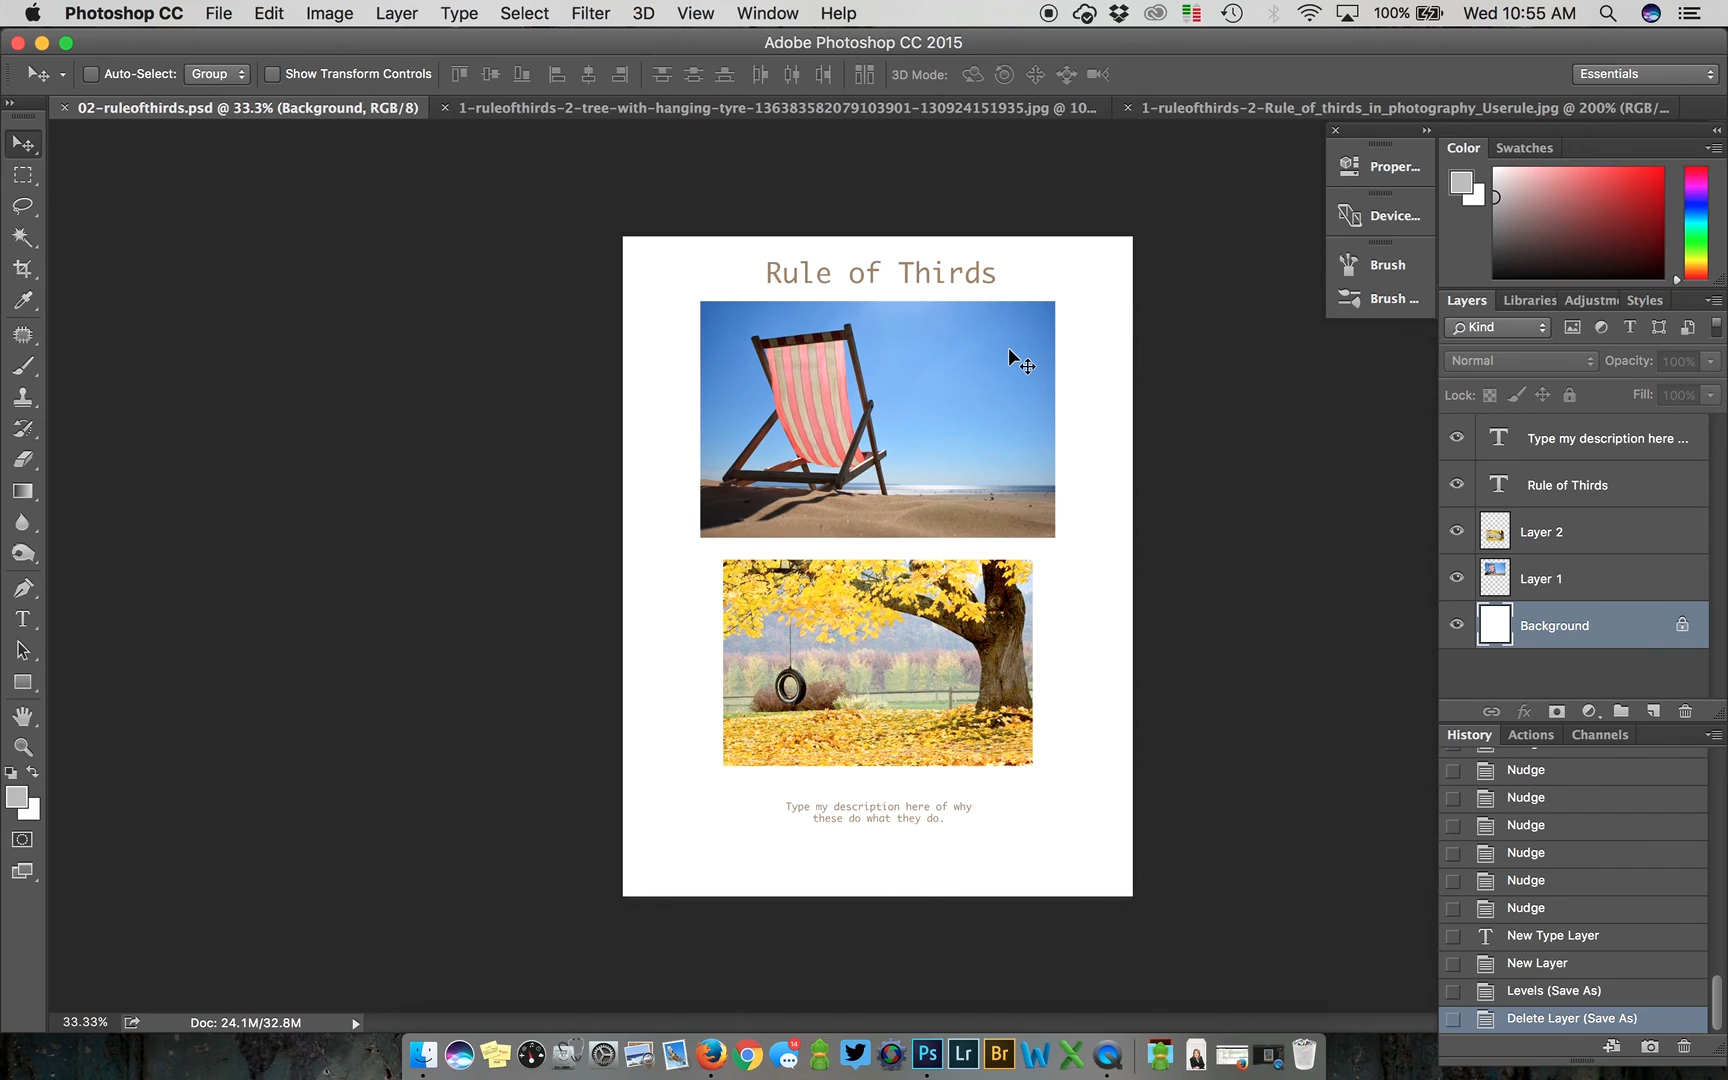 Photoshop CC File Edit Image Layer Type Select Filter 3D View Window Help 14 100% Wed 10:55 AM
Adobe Photoshop CC 2015
Auto-Select: Group Show Transform Controls 3D Mode: Essentials
02-ruleofthirds.psd @ 33.3% (Background, RGB/8) 1-ruleofthirds-2-tree-with-hanging-tyre-136383582079103901-130924151935.jpg @ 10... 1-ruleofthirds-2-Rule_of_thirds_in_photography_Userule.jpg @ 200% (RGB/...
Proper...
Device...
Brush
Brush ...
Color Swatches
Layers Libraries Adjustm Styles
Kind
Normal Opacity: 100%
Lock: Fill: 100%
Type my description here ...
Rule of Thirds
Layer 2
Layer 1
Background
History Actions Channels
Nudge
Nudge
Nudge
Nudge
Nudge
Nudge
New Type Layer
New Layer
Levels (Save As)
Delete Layer (Save As)
Rule of Thirds
Type my description here of why
these do what they do.
33.33% Doc: 24.1M/32.8M
Ps Lr Br W X